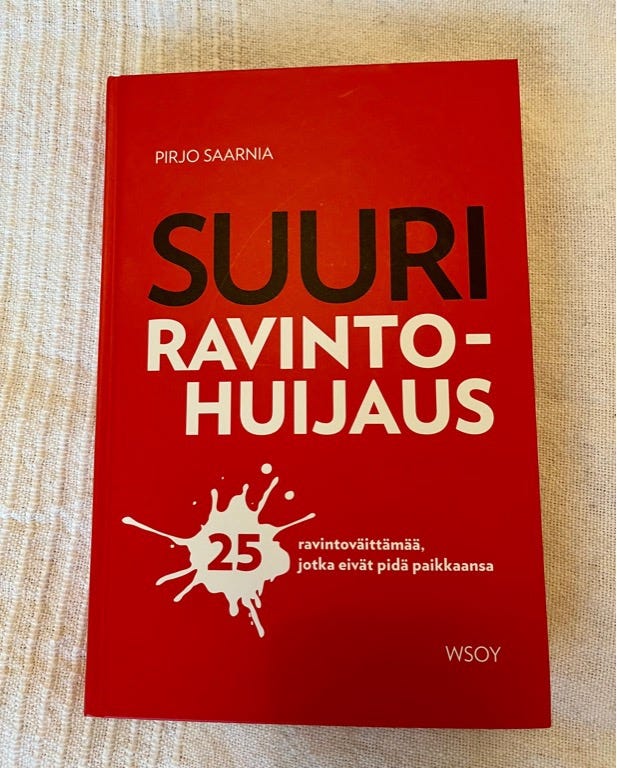 PIRJO SAARNIA
SUURI
RAVINTO-
HUIJAUS
25
ravintoväittämää,
jotka eivät pidä paikkaansa
WSOY